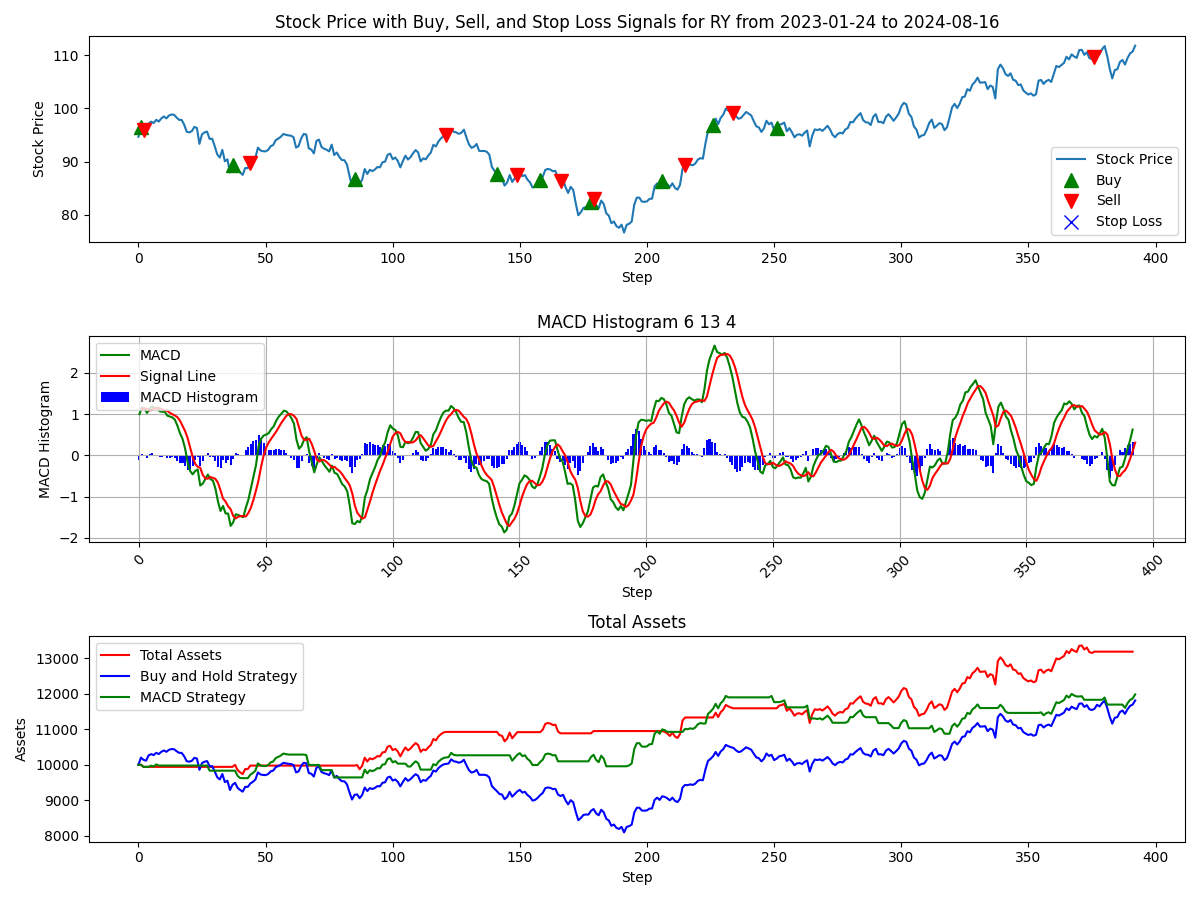 Stock Price with Buy, Sell, and Stop Loss Signals for RY from 2023-01-24 to 2024-08-16
110
100
90
80
Stock Price
Stock Price
Buy
Sell
Stop Loss
0 50 100 150 200 250 300 350 400
Step
MACD Histogram 6 13 4
2
1
0
−1
−2
MACD Histogram
MACD
Signal Line
MACD Histogram
0 50 100 150 200 250 300 350 400
Step
Total Assets
13000
12000
11000
10000
9000
8000
Assets
Total Assets
Buy and Hold Strategy
MACD Strategy
0 50 100 150 200 250 300 350 400
Step